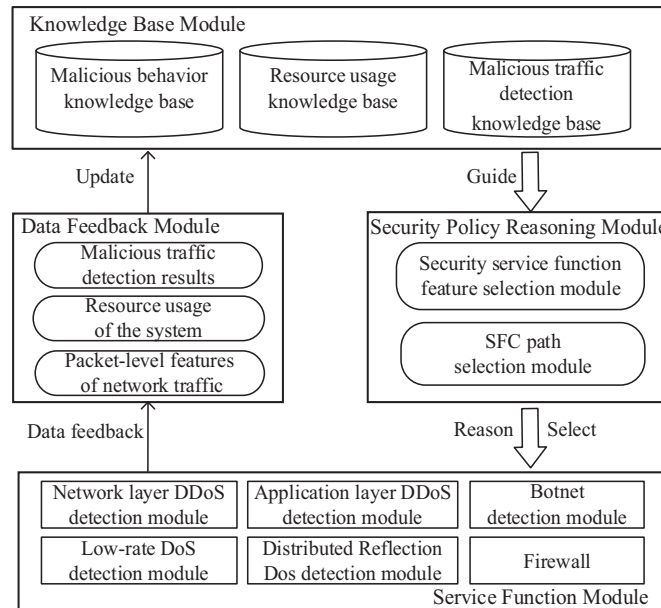 Knowledge Base Module
Malicious behavior
knowledge base
Resource usage
knowledge base
Malicious traffic
detection
knowledge base
Update
Guide
Data Feedback Module
Malicious traffic
detection results
Resource usage
of the system
Packet-level features
of network traffic
Security Policy Reasoning Module
Security service function
feature selection module
SFC path
selection module
Data feedback
Reason
Select
Network layer DDoS
detection module
Application layer DDoS
detection module
Botnet
detection module
Low-rate DoS
detection module
Distributed Reflection
Dos detection module
Firewall
Service Function Module